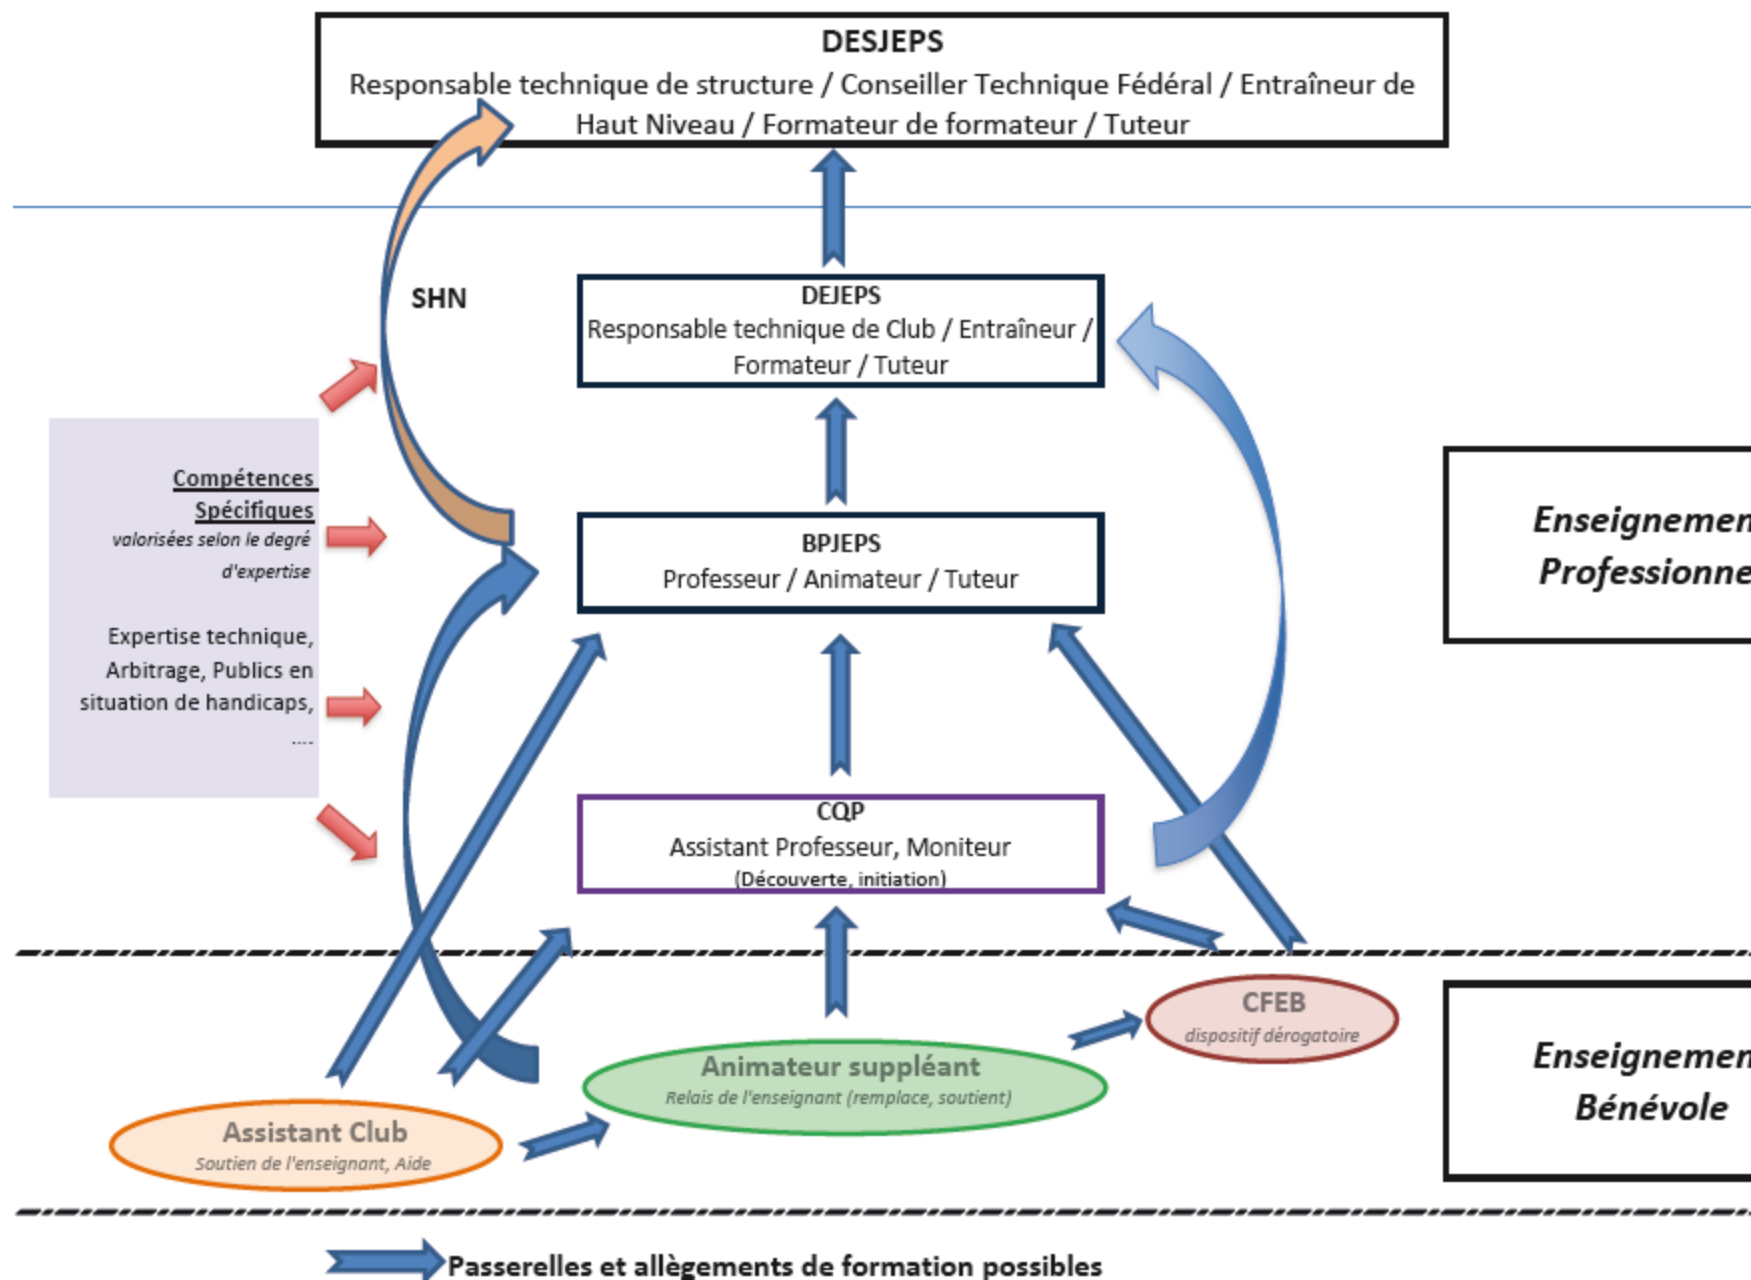 DESJEPS
Responsable technique de structure / Conseiller Technique Fédéral / Entraîneur de
Haut Niveau / Formateur de formateur / Tuteur
SHN
DEJEPS
Responsable technique de Club / Entraîneur /
Formateur / Tuteur
Compétences
Spécifiques
valorisées selon le degré
d'expertise
Expertise technique,
Arbitrage, Publics en
situation de handicaps,
....
BPJEPS
Professeur / Animateur / Tuteur
Enseignemen
Professionne
CQP
Assistant Professeur, Moniteur
(Découverte, initiation)
CFEB
dispositif dérogatoire
Animateur suppléant
Relais de l'enseignant (remplace, soutient)
Assistant Club
Soutien de l'enseignant, Aide
Enseignemen
Bénévole
Passerelles et allègements de formation possibles